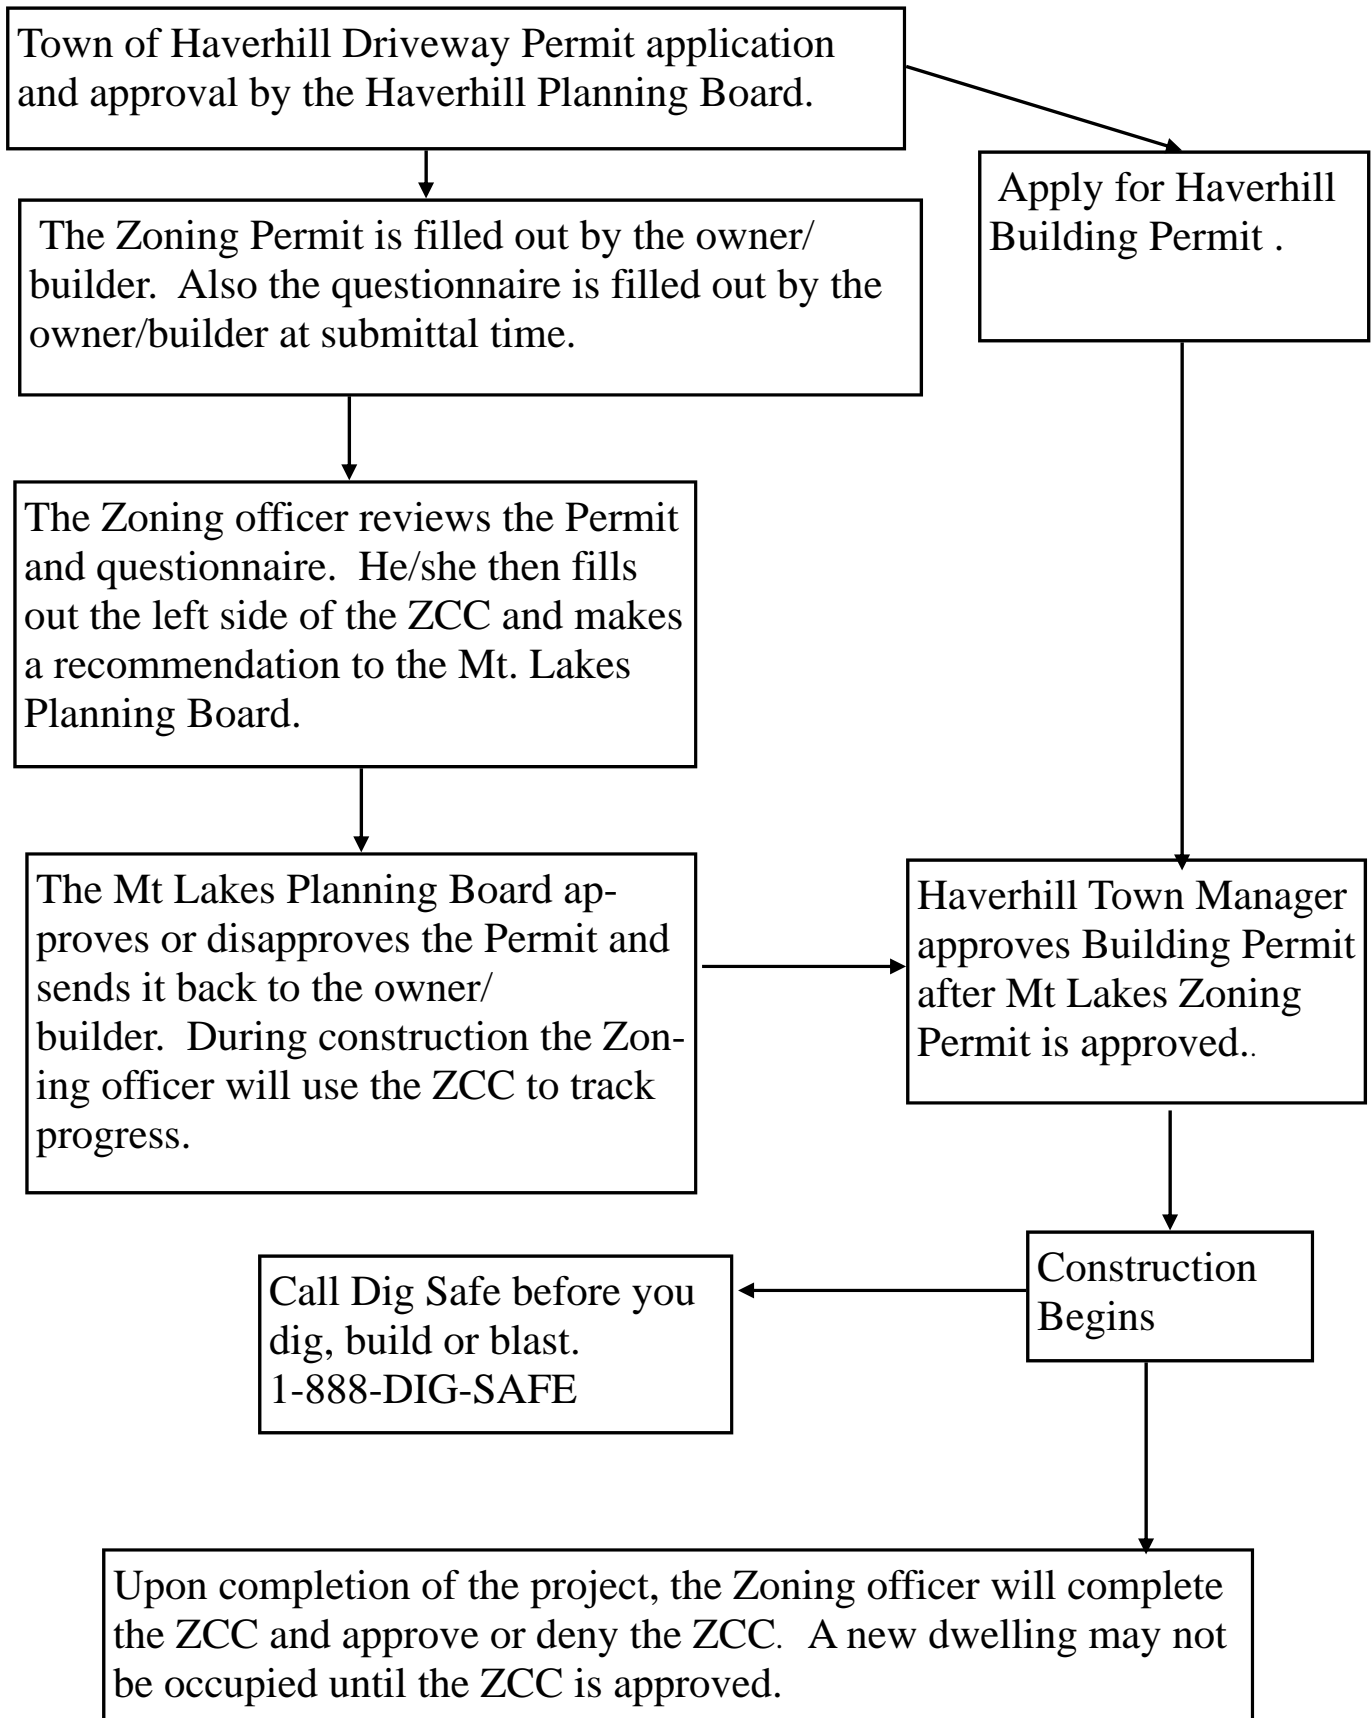 Town of Haverhill Driveway Permit application
and approval by the Haverhill Planning Board.
Apply for Haverhill
Building Permit .
The Zoning Permit is filled out by the owner/
builder.  Also the questionnaire is filled out by the
owner/builder at submittal time.
The Zoning officer reviews the Permit
and questionnaire.  He/she then fills
out the left side of the ZCC and makes
a recommendation to the Mt. Lakes
Planning Board.
The Mt Lakes Planning Board ap-
proves or disapproves the Permit and
sends it back to the owner/
builder.  During construction the Zon-
ing officer will use the ZCC to track
progress.
Haverhill Town Manager
approves Building Permit
after Mt Lakes Zoning
Permit is approved..
Construction
Begins
Call Dig Safe before you
dig, build or blast.
1-888-DIG-SAFE
Upon completion of the project, the Zoning officer will complete
the ZCC and approve or deny the ZCC.  A new dwelling may not
be occupied until the ZCC is approved.